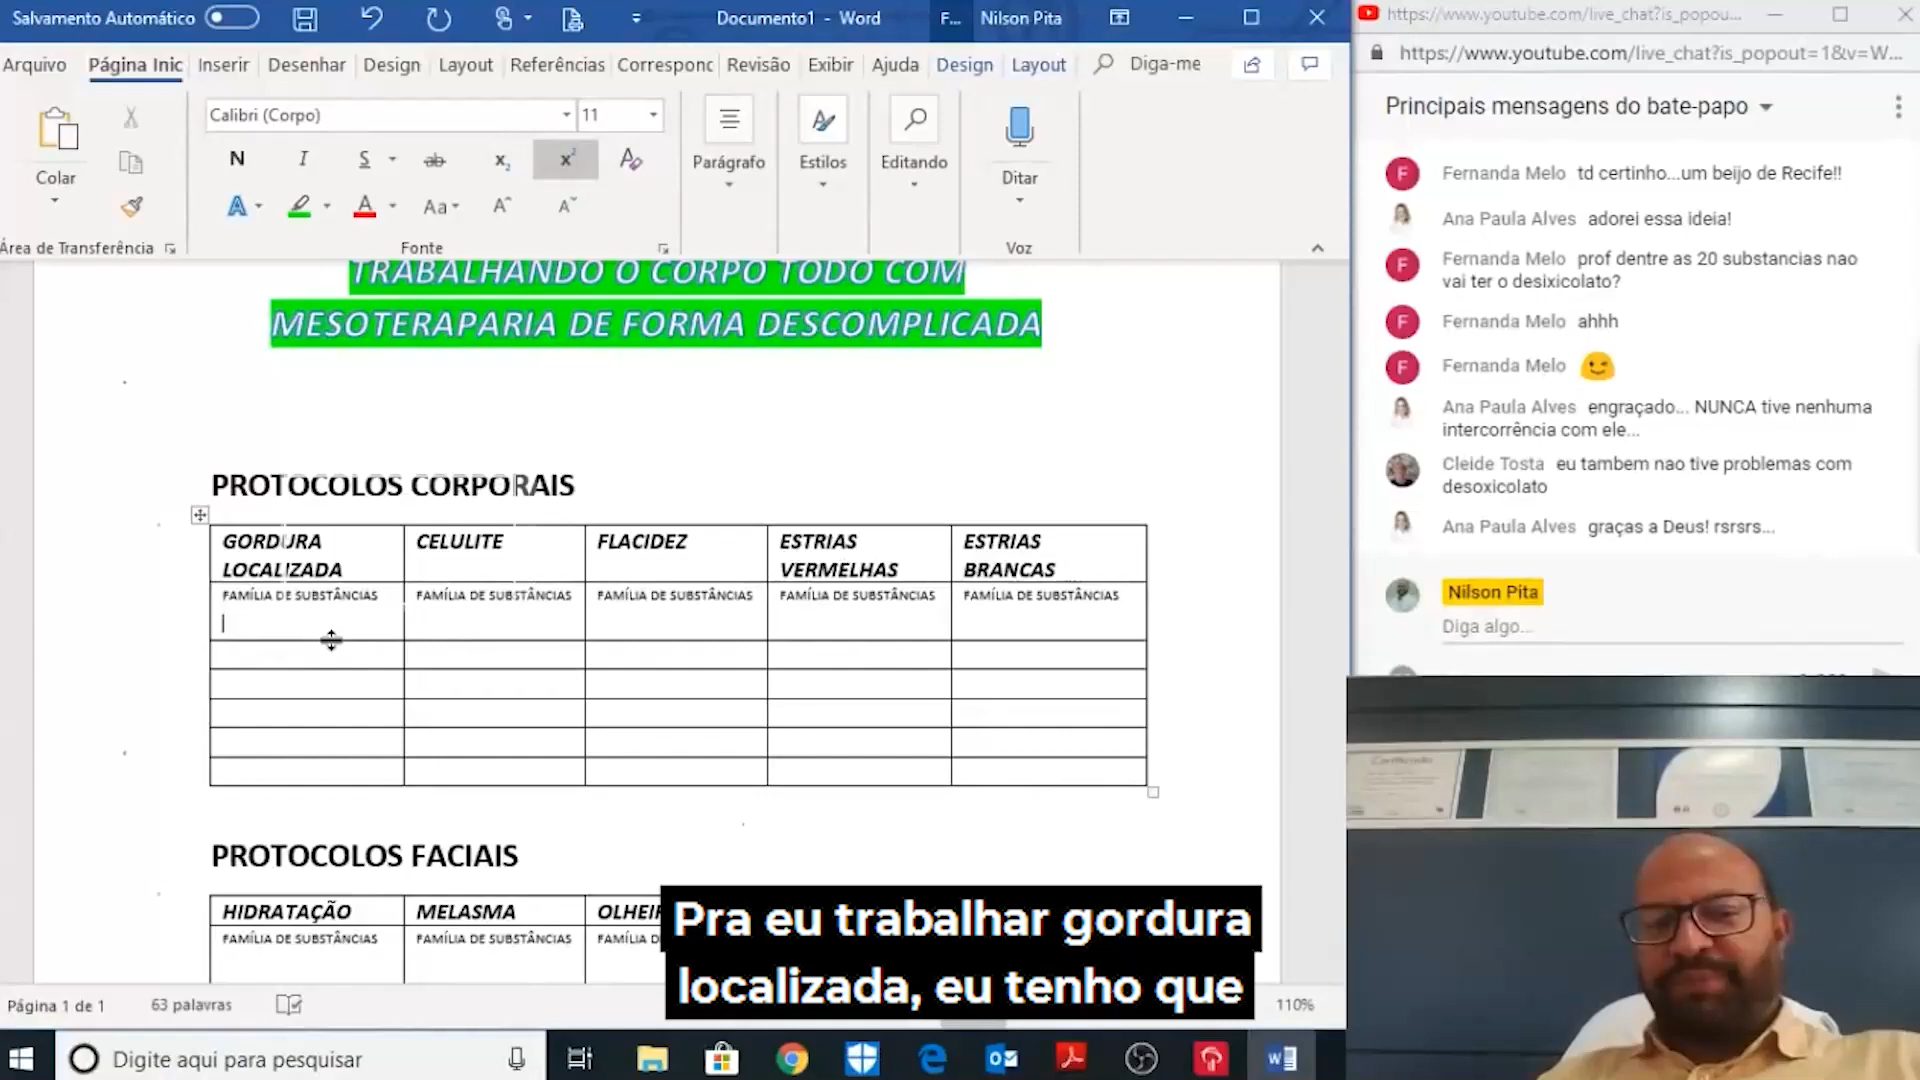 Salvamento Automático
Documento1 - Word
F...
Nilson Pita
Arquivo
Página Inic
Inserir
Desenhar
Design
Layout
Referências
Corresponc
Revisão
Exibir
Ajuda
Design
Layout
Diga-me
Colar
Área de Transferência
Calibri (Corpo)
11
N I S ab x₂ x²
A A Aa A A
Fonte
Parágrafo
Estilos
Editando
Ditar
Voz
TRABALHANDO O CORPO TODO COM
MESOTERAPARIA DE FORMA DESCOMPLICADA
PROTOCOLOS CORPORAIS
GORDURA LOCALIZADA
CELULITE
FLACIDEZ
ESTRIAS VERMELHAS
ESTRIAS BRANCAS
FAMÍLIA DE SUBSTÂNCIAS
FAMÍLIA DE SUBSTÂNCIAS
FAMÍLIA DE SUBSTÂNCIAS
FAMÍLIA DE SUBSTÂNCIAS
FAMÍLIA DE SUBSTÂNCIAS
PROTOCOLOS FACIAIS
HIDRATAÇÃO
MELASMA
OLHEI
FAMÍLIA DE SUBSTÂNCIAS
FAMÍLIA DE SUBSTÂNCIAS
FAMÍLIA D
Pra eu trabalhar gordura
localizada, eu tenho que
Página 1 de 1
63 palavras
110%
Digite aqui para pesquisar
https://www.youtube.com/live_chat?is_popou...
https://www.youtube.com/live_chat?is_popout=1&v=W...
Principais mensagens do bate-papo
Fernanda Melo td certinho...um beijo de Recife!!
Ana Paula Alves adorei essa ideia!
Fernanda Melo prof dentre as 20 substancias nao
vai ter o desixicolato?
Fernanda Melo ahhh
Fernanda Melo 😉
Ana Paula Alves engraçado... NUNCA tive nenhuma
intercorrência com ele...
Cleide Tosta eu tambem nao tive problemas com
desoxicolato
Ana Paula Alves graças a Deus! rsrsrs...
Nilson Pita
Diga algo...